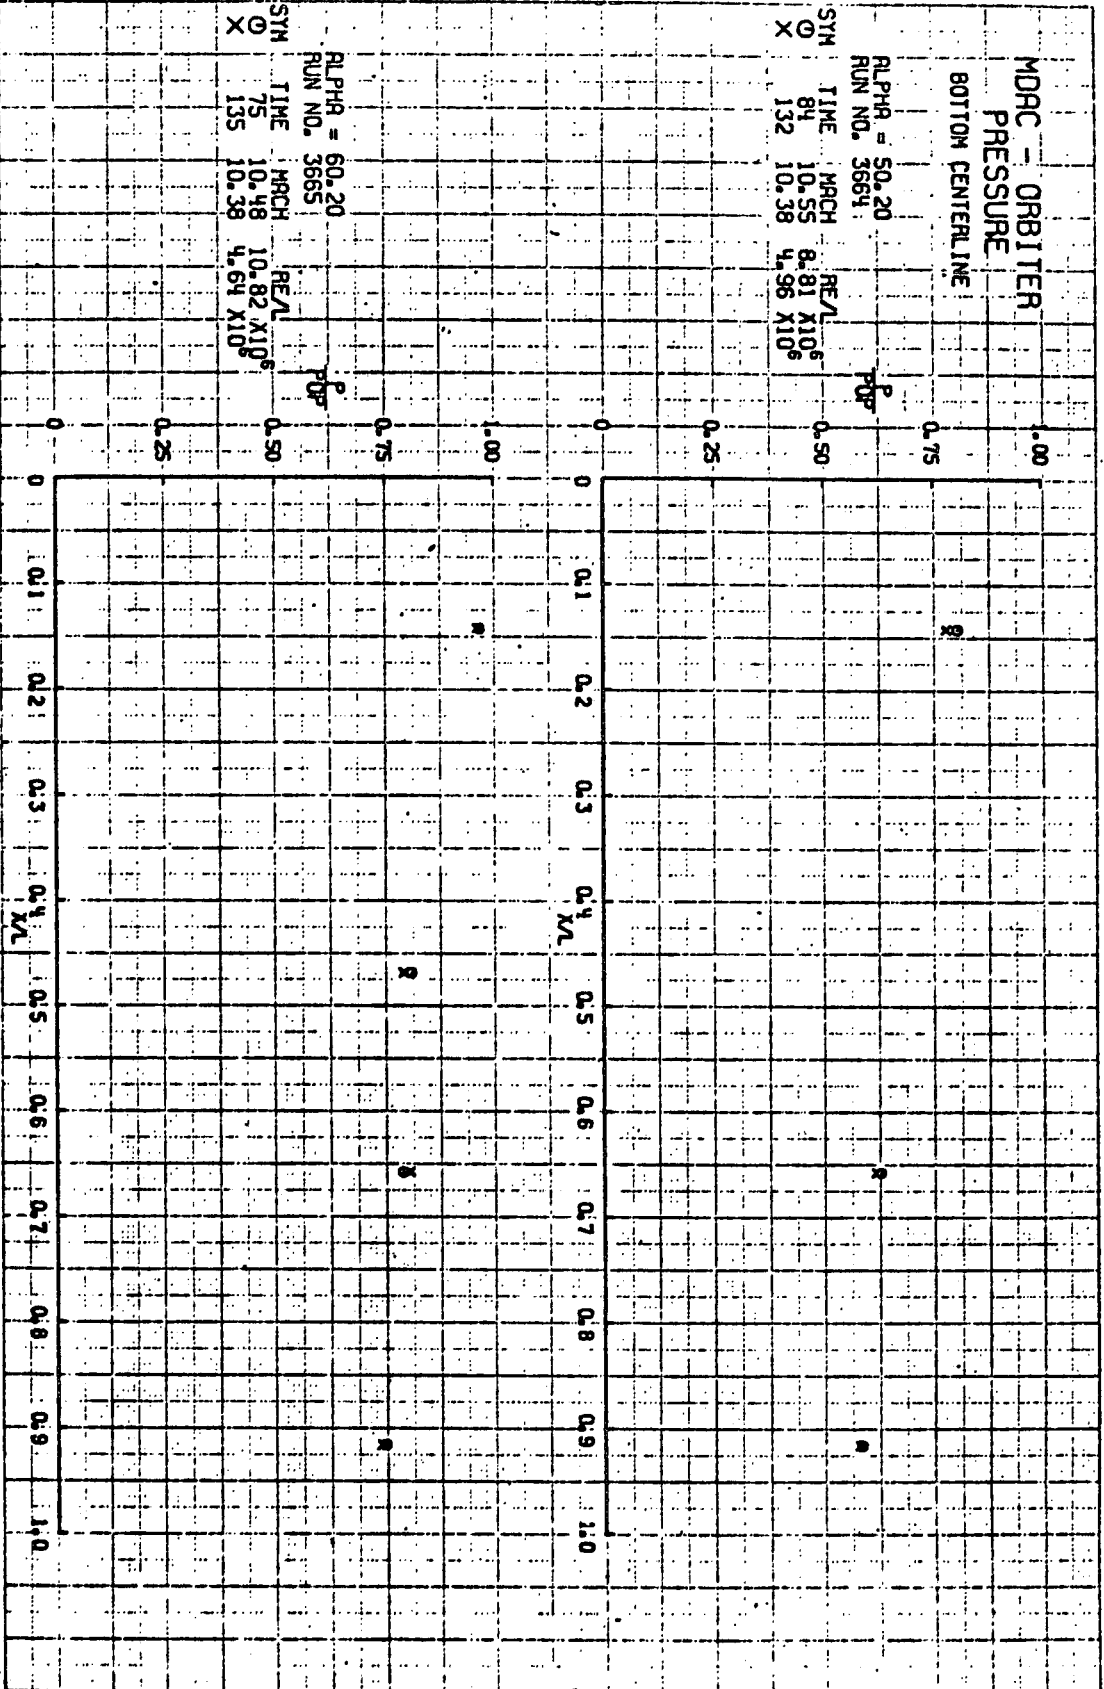 MDAC - ORBITER
PRESSURE
BOTTOM CENTERLINE
ALPHA = 50.20
RUN NO. 3664
SYM TIME MACH RE/L
⊙ 84 10.55 8.81 X10⁶
X 132 10.38 4.96 X10⁶
P
POP
1.00
0.75
0.50
0.25
0
0 0.1 0.2 0.3 0.4 0.5 0.6 0.7 0.8 0.9 1.0
X/L
ALPHA = 60.20
RUN NO. 3665
SYM TIME MACH RE/L
⊙ 75 10.48 10.82 X10⁶
X 135 10.38 4.64 X10⁶
P
POP
1.00
0.75
0.50
0.25
0
0 0.1 0.2 0.3 0.4 0.5 0.6 0.7 0.8 0.9 1.0
X/L